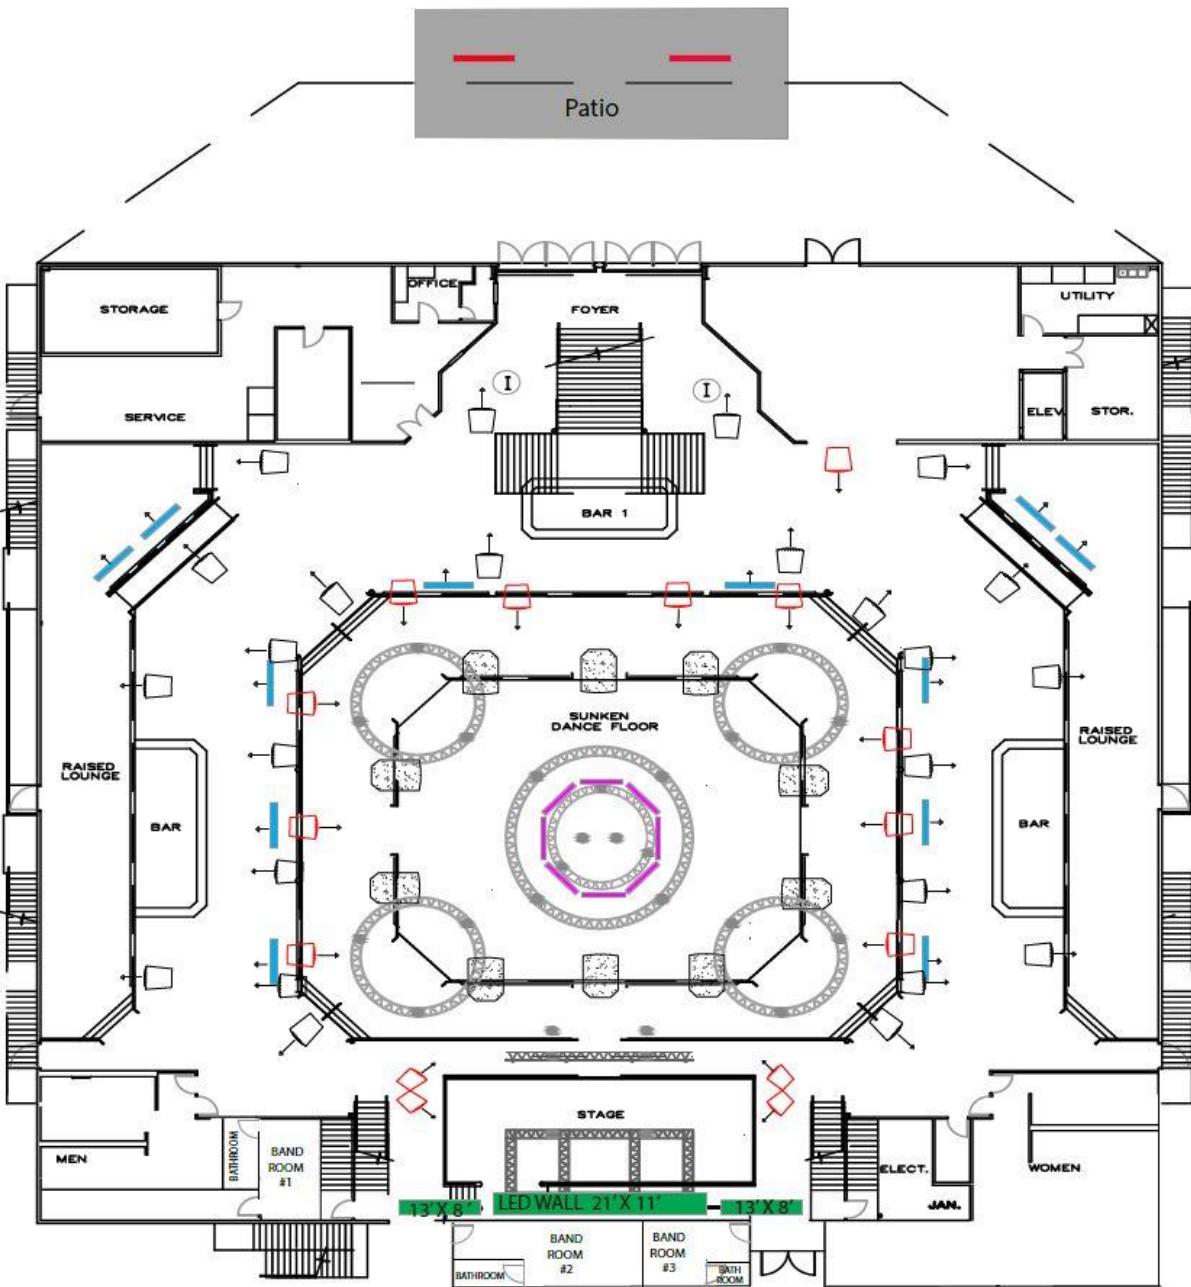 Patio
OFFICE
STORAGE
FOYER
UTILITY
I
I
SERVICE
ELEV.
STOR.
BAR 1
SUNKEN
DANCE FLOOR
RAISED
LOUNGE
RAISED
LOUNGE
BAR
BAR
STAGE
MEN
BATHROOM
BAND
ROOM
#1
ELECT.
WOMEN
JAN.
13' X 8'
LED WALL 21' X 11'
13' X 8'
BAND
ROOM
#2
BAND
ROOM
#3
BATHROOM
BATH
ROOM